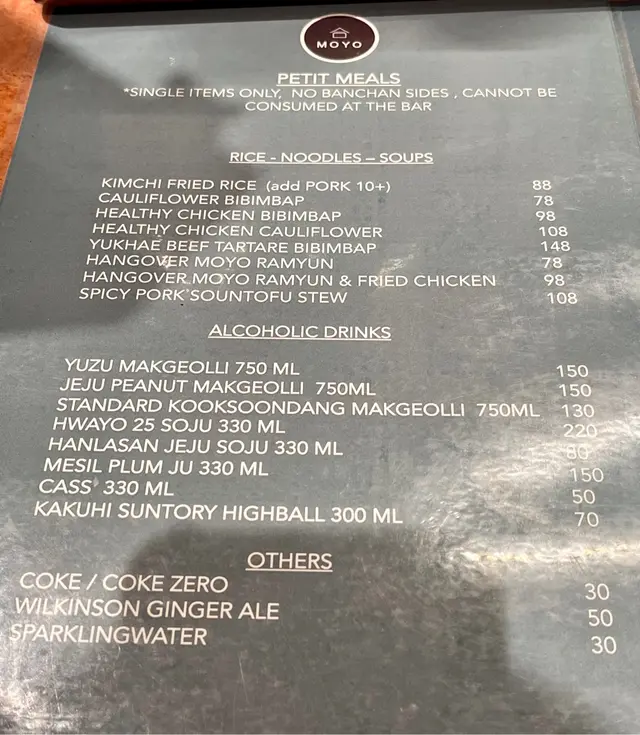 MOYO
PETIT MEALS
*SINGLE ITEMS ONLY, NO BANCHAN SIDES , CANNOT BE
CONSUMED AT THE BAR
RICE - NOODLES – SOUPS
KIMCHI FRIED RICE (add PORK 10+) 88
CAULIFLOWER BIBIMBAP 78
HEALTHY CHICKEN BIBIMBAP 98
HEALTHY CHICKEN CAULIFLOWER 108
YUKHAE BEEF TARTARE BIBIMBAP 148
HANGOVER MOYO RAMYUN 78
HANGOVER MOYO RAMYUN & FRIED CHICKEN 98
SPICY PORK SOUNTOFU STEW 108
ALCOHOLIC DRINKS
YUZU MAKGEOLLI 750 ML 150
JEJU PEANUT MAKGEOLLI 750ML 150
STANDARD KOOKSOONDANG MAKGEOLLI 750ML 130
HWAYO 25 SOJU 330 ML 220
HANLASAN JEJU SOJU 330 ML 80
MESIL PLUM JU 330 ML 150
CASS 330 ML 50
KAKUHI SUNTORY HIGHBALL 300 ML 70
OTHERS
COKE / COKE ZERO 30
WILKINSON GINGER ALE 50
SPARKLINGWATER 30